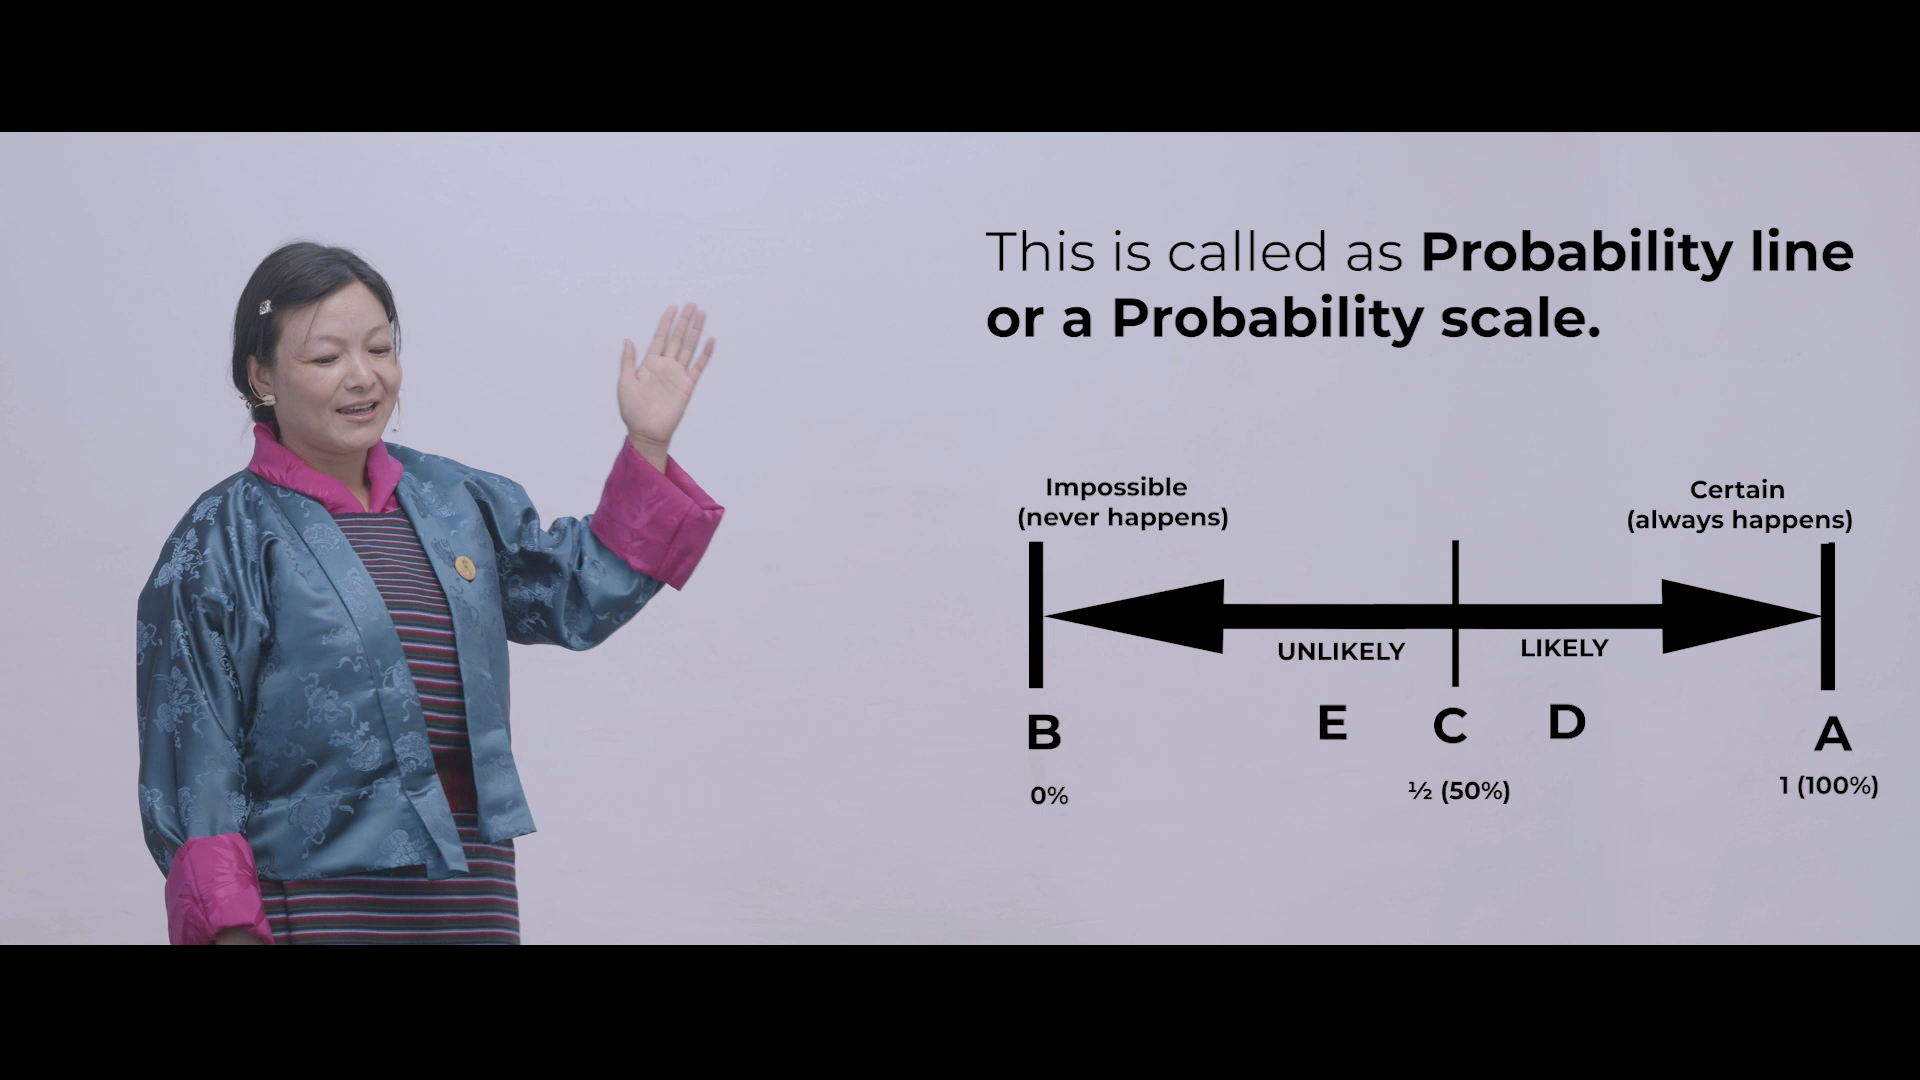 This is called as Probability line
or a Probability scale.
Impossible
(never happens)
Certain
(always happens)
UNLIKELY
LIKELY
B
E
C
D
A
0%
½ (50%)
1 (100%)